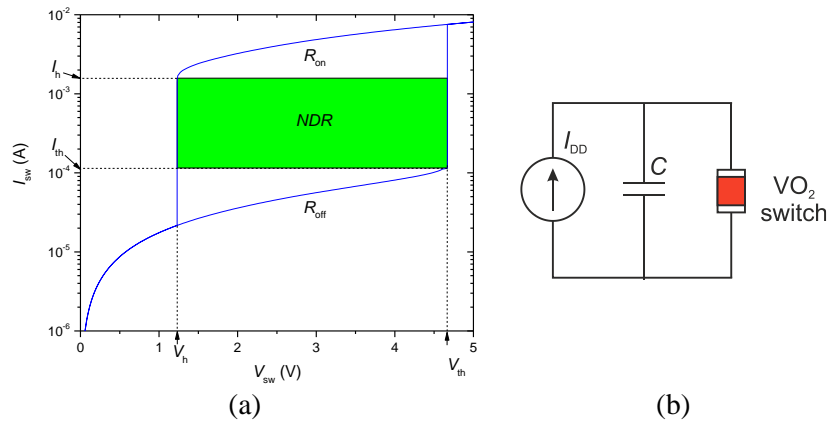 10⁻²
10⁻³
10⁻⁴
10⁻⁵
10⁻⁶
I_sw (A)
I_h
I_th
R_on
NDR
R_off
0
1
2
3
4
5
V_h
V_sw (V)
V_th
(a)
I_DD
C
VO₂
switch
(b)